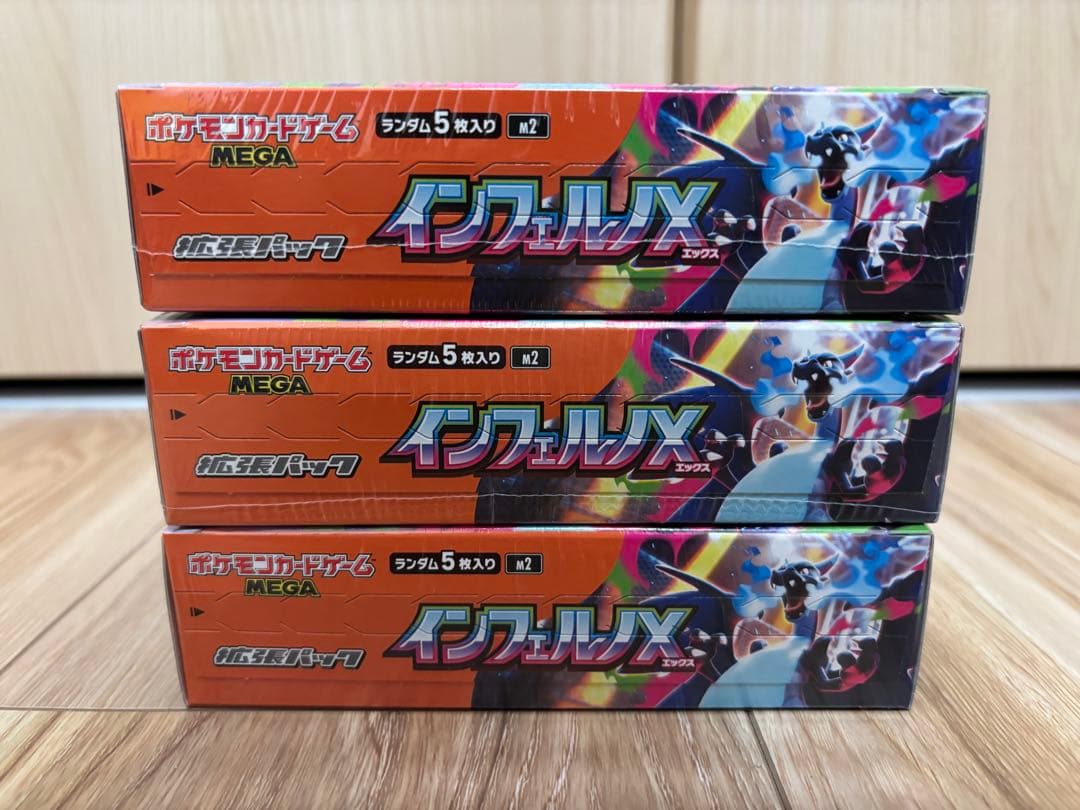 ポケモンカードゲーム
MEGA
ランダム5枚入り M2
インフェルノX
エックス
拡張パック
ポケモンカードゲーム
MEGA
ランダム5枚入り M2
インフェルノX
エックス
拡張パック
ポケモンカードゲーム
MEGA
ランダム5枚入り M2
インフェルノX
エックス
拡張パック